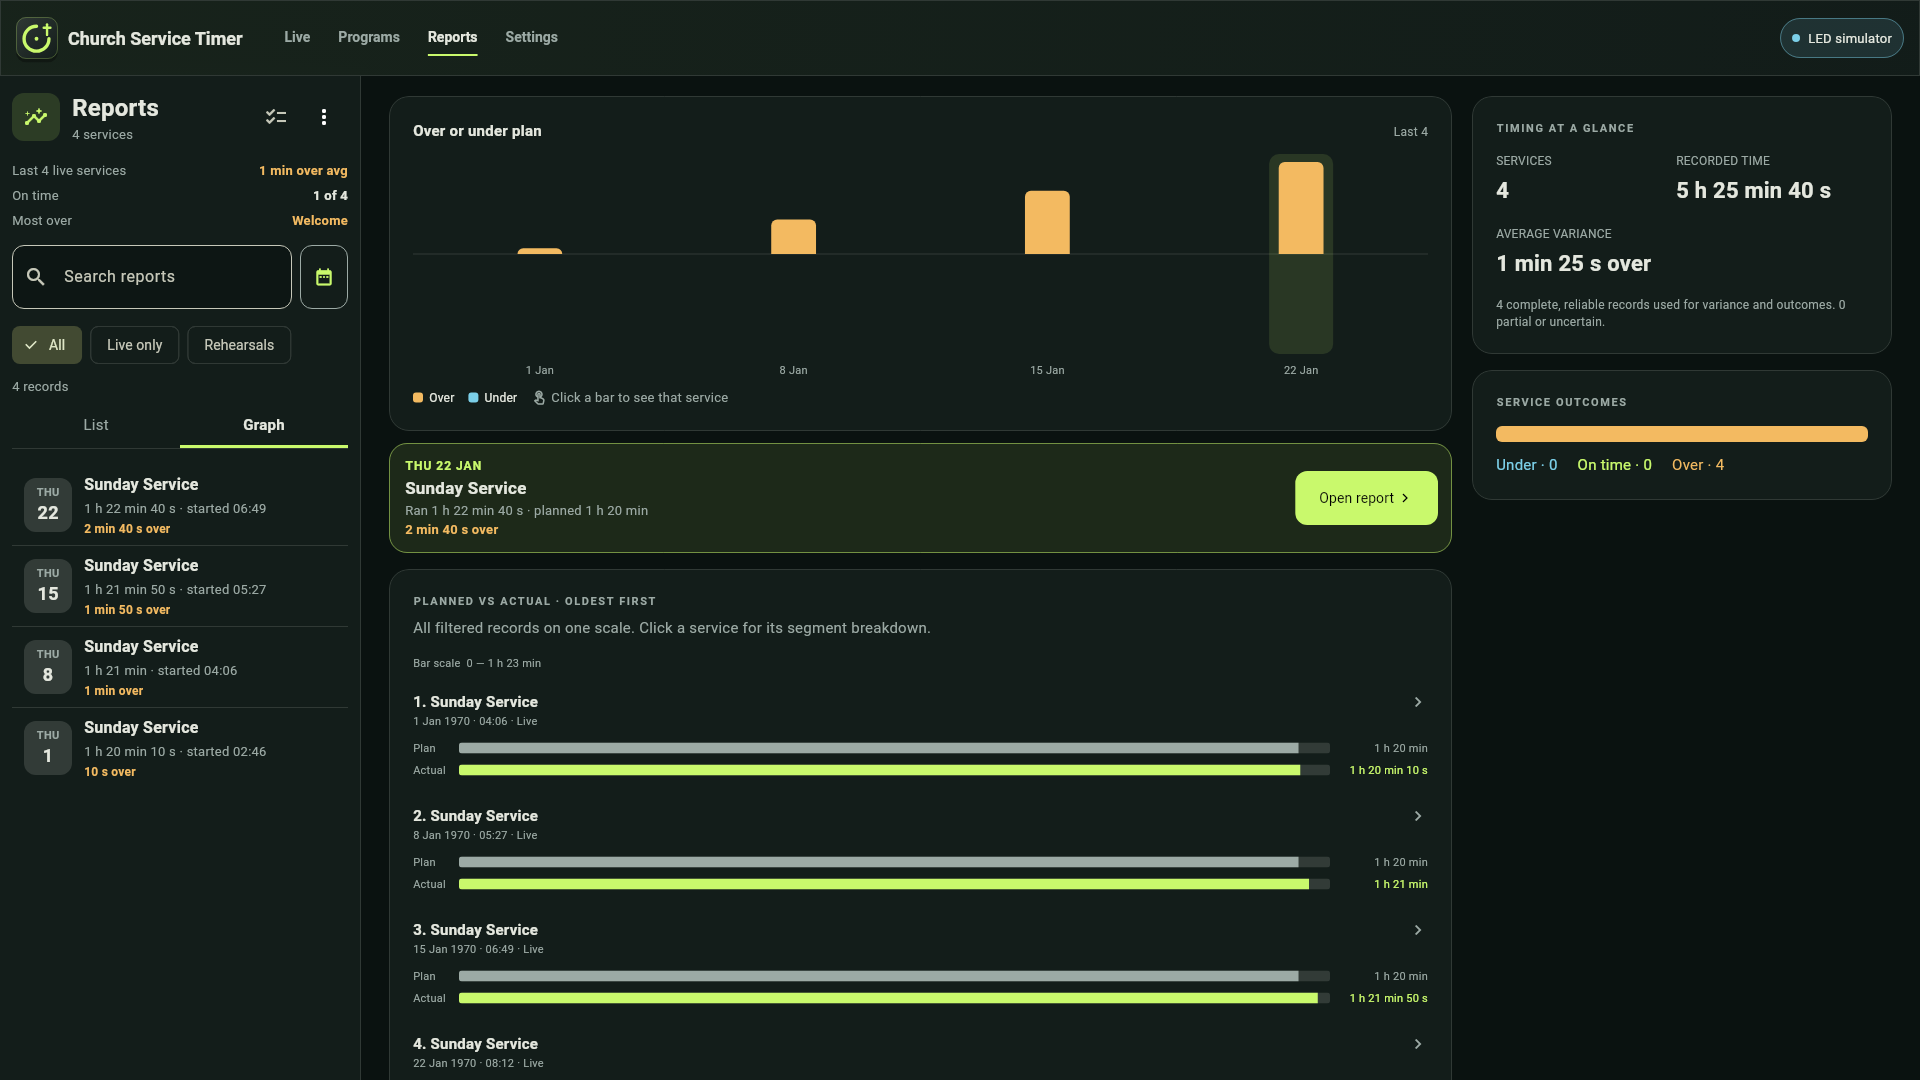 Church Service Timer
Live
Programs
Reports
Settings
LED simulator
Reports
4 services
Last 4 live services
1 min over avg
On time
1 of 4
Most over
Welcome
Search reports
All
Live only
Rehearsals
4 records
List
Graph
THU
22
Sunday Service
1 h 22 min 40 s · started 06:49
2 min 40 s over
THU
15
Sunday Service
1 h 21 min 50 s · started 05:27
1 min 50 s over
THU
8
Sunday Service
1 h 21 min · started 04:06
1 min over
THU
1
Sunday Service
1 h 20 min 10 s · started 02:46
10 s over
Over or under plan
Last 4
1 Jan
8 Jan
15 Jan
22 Jan
Over
Under
Click a bar to see that service
THU 22 JAN
Sunday Service
Ran 1 h 22 min 40 s · planned 1 h 20 min
2 min 40 s over
Open report
PLANNED VS ACTUAL · OLDEST FIRST
All filtered records on one scale. Click a service for its segment breakdown.
Bar scale 0 — 1 h 23 min
1. Sunday Service
1 Jan 1970 · 04:06 · Live
Plan
1 h 20 min
Actual
1 h 20 min 10 s
2. Sunday Service
8 Jan 1970 · 05:27 · Live
Plan
1 h 20 min
Actual
1 h 21 min
3. Sunday Service
15 Jan 1970 · 06:49 · Live
Plan
1 h 20 min
Actual
1 h 21 min 50 s
4. Sunday Service
22 Jan 1970 · 08:12 · Live
TIMING AT A GLANCE
SERVICES
4
RECORDED TIME
5 h 25 min 40 s
AVERAGE VARIANCE
1 min 25 s over
4 complete, reliable records used for variance and outcomes. 0
partial or uncertain.
SERVICE OUTCOMES
Under · 0
On time · 0
Over · 4